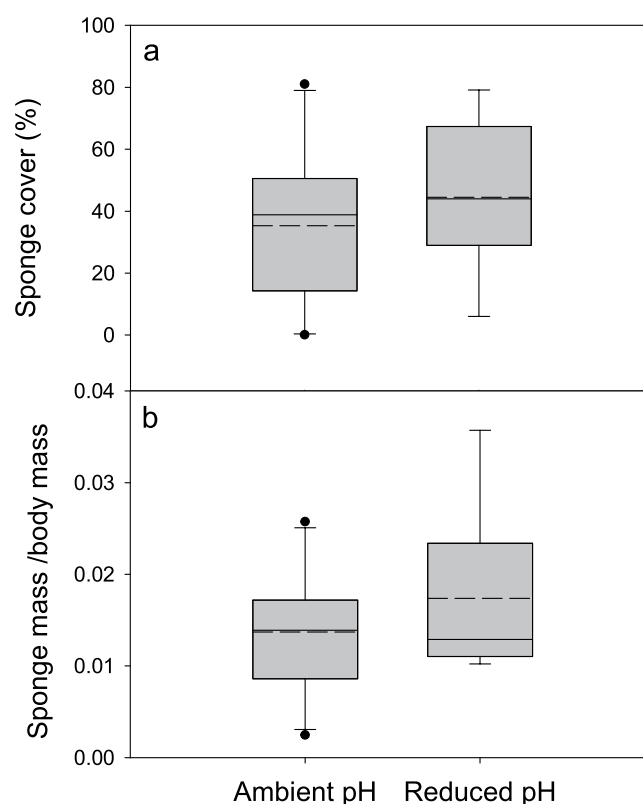 a
Sponge cover (%)
100
80
60
40
20
0
b
Sponge mass /body mass
0.04
0.03
0.02
0.01
0.00
Ambient pH Reduced pH